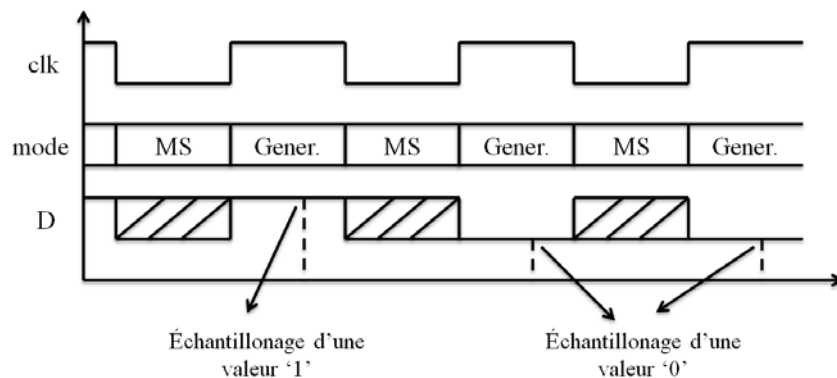 clk
mode
MS
Gener.
MS
Gener.
MS
Gener.
D
Échantillonage d’une
valeur ‘1’
Échantillonage d’une
valeur ‘0’